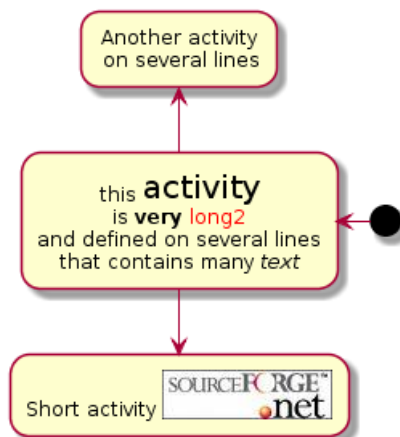 Another activity
on several lines
this activity
is very long2
and defined on several lines
that contains many text
Short activity SOURCEFORGE™
.net